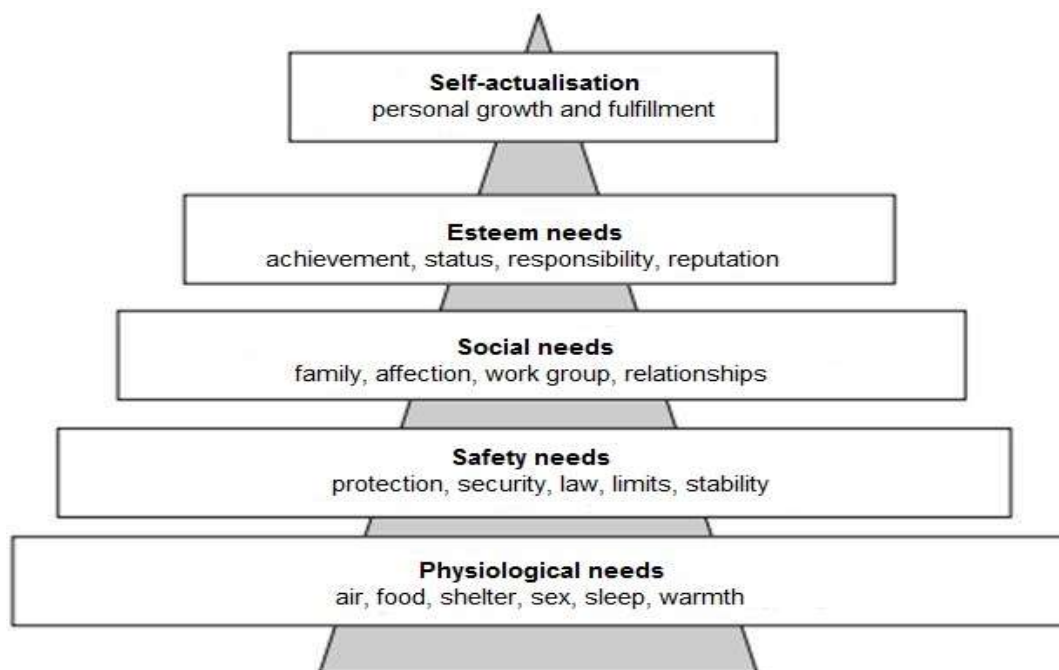 Self-actualisation
personal growth and fulfillment
Esteem needs
achievement, status, responsibility, reputation
Social needs
family, affection, work group, relationships
Safety needs
protection, security, law, limits, stability
Physiological needs
air, food, shelter, sex, sleep, warmth